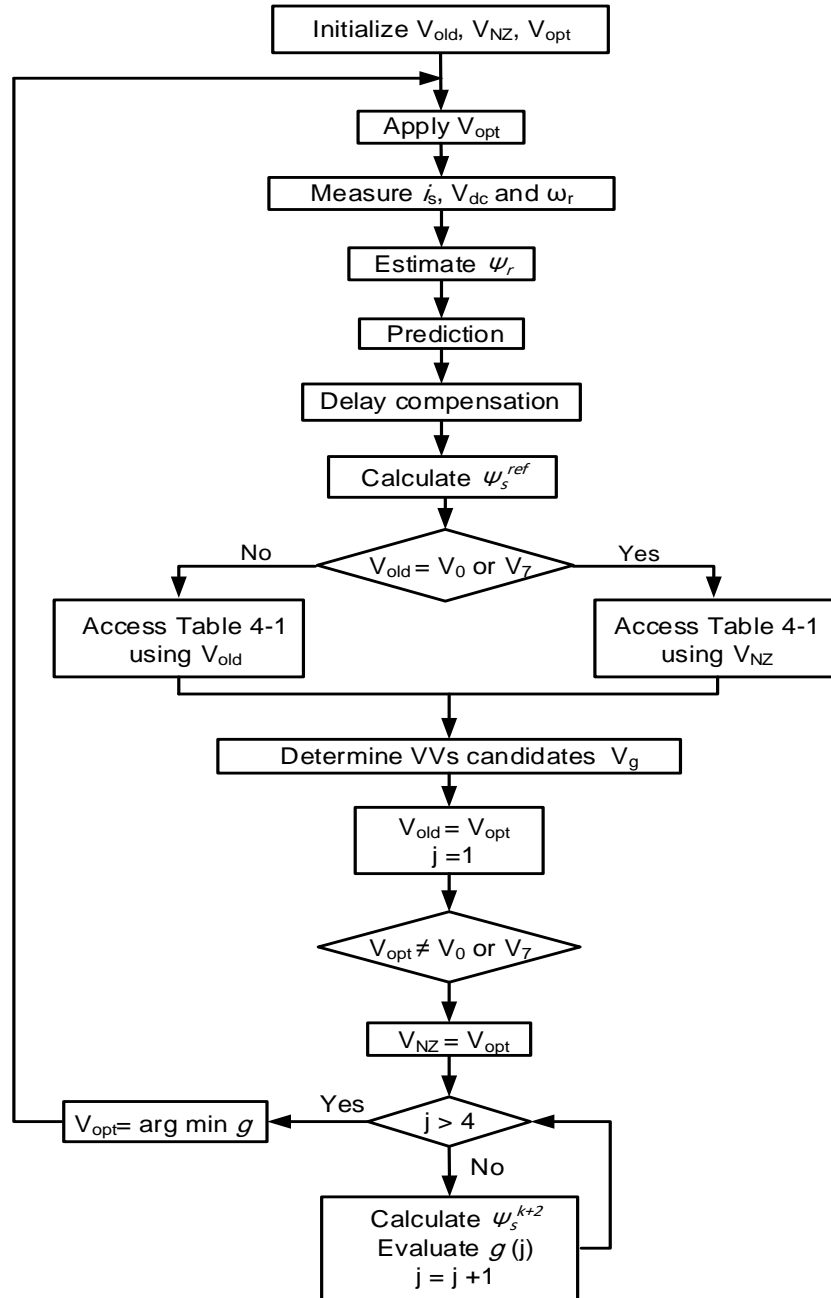 Initialize V_old, V_NZ, V_opt
Apply V_opt
Measure i_s, V_dc and ω_r
Estimate ψ_r
Prediction
Delay compensation
Calculate ψ_s^ref
No
V_old = V_0 or V_7
Yes
Access Table 4-1
using V_old
Access Table 4-1
using V_NZ
Determine VVs candidates V_g
V_old = V_opt
j =1
V_opt ≠ V_0 or V_7
V_NZ = V_opt
Yes
j > 4
V_opt= arg min g
No
Calculate ψ_s^k+2
Evaluate g (j)
j = j +1